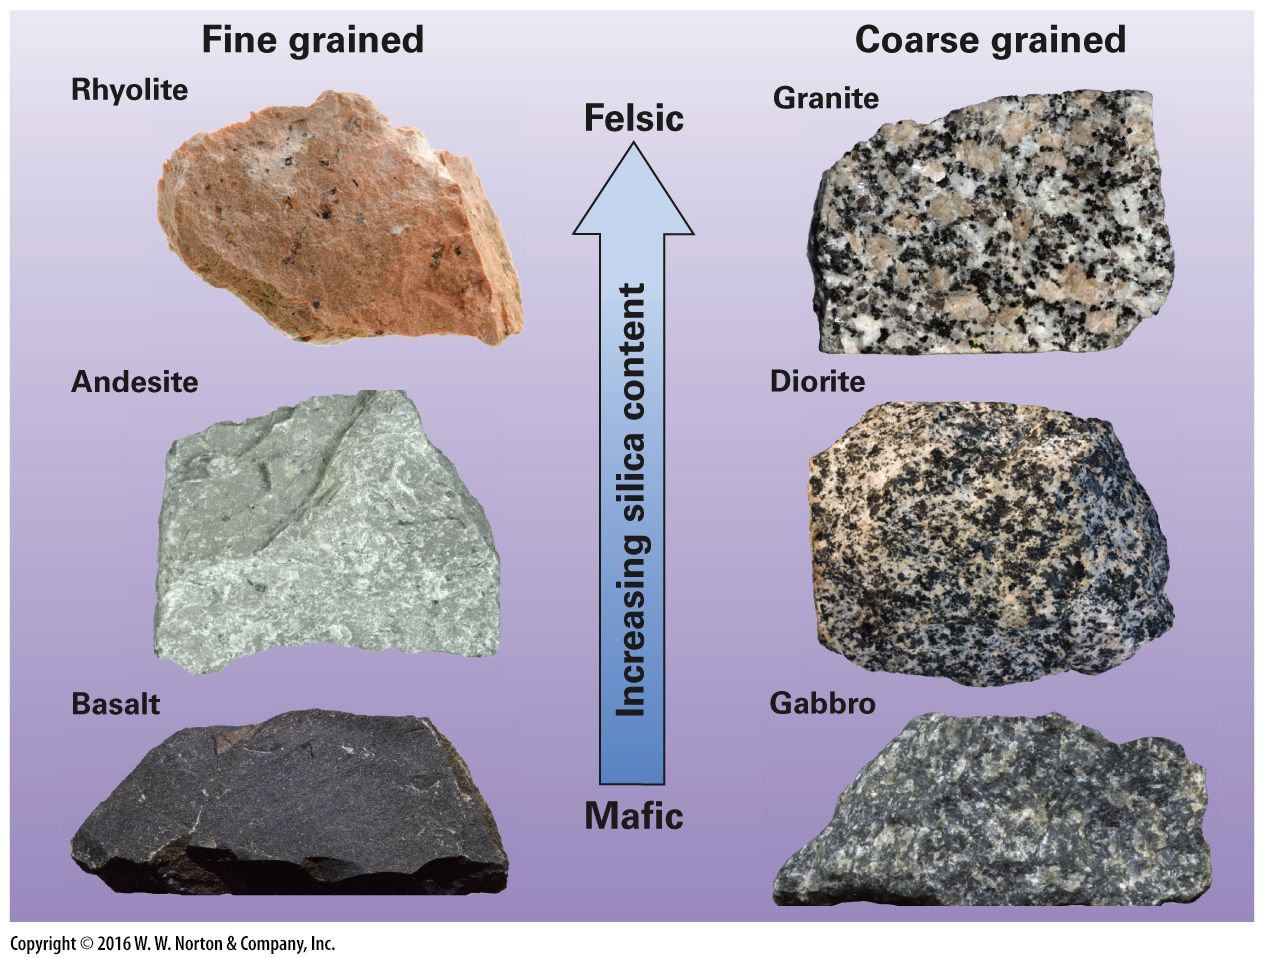 Fine grained
Coarse grained
Rhyolite
Felsic
Granite
Andesite
Increasing silica content
Diorite
Basalt
Mafic
Gabbro
Copyright © 2016 W. W. Norton & Company, Inc.